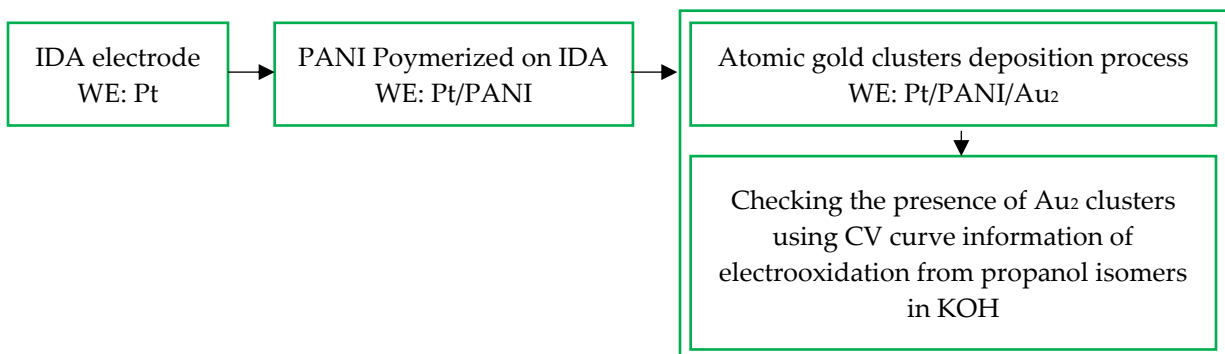 IDA electrode
WE: Pt
PANI Poymerized on IDA
WE: Pt/PANI
Atomic gold clusters deposition process
WE: Pt/PANI/Au₂
Checking the presence of Au₂ clusters
using CV curve information of
electrooxidation from propanol isomers
in KOH